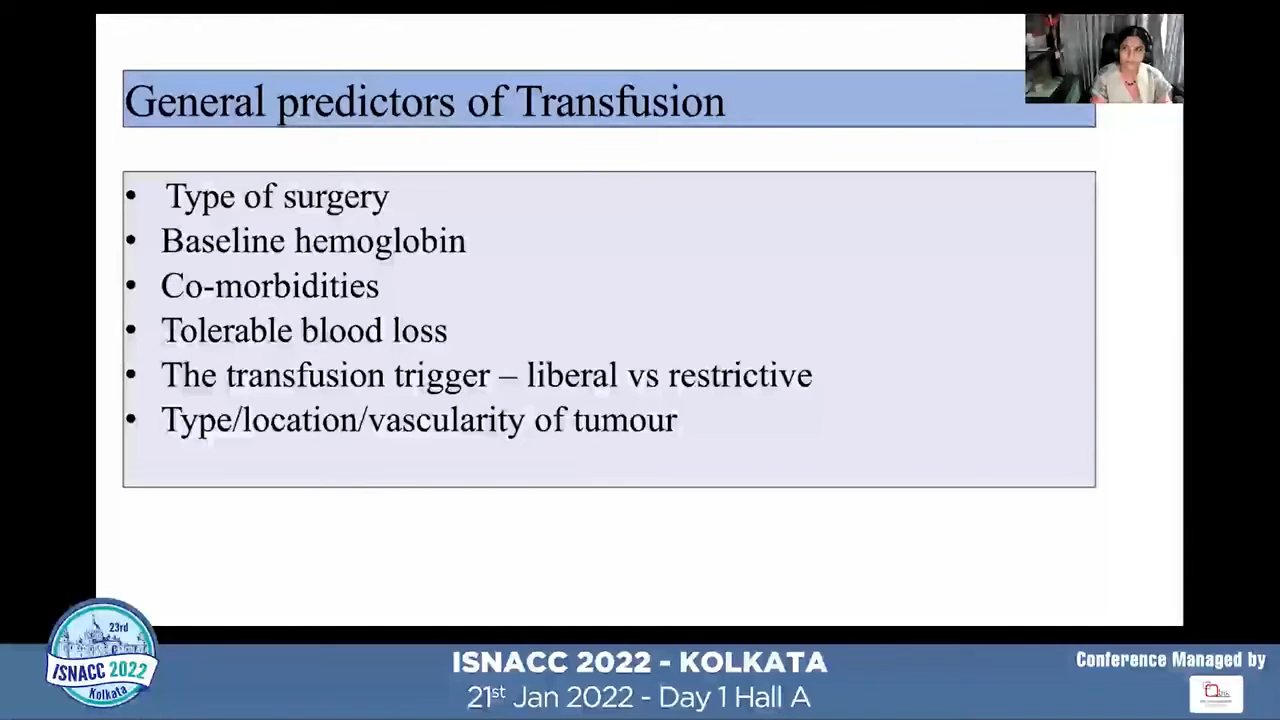 General predictors of Transfusion
• Type of surgery
• Baseline hemoglobin
• Co-morbidities
• Tolerable blood loss
• The transfusion trigger – liberal vs restrictive
• Type/location/vascularity of tumour
23rd
ISNACC 2022
Kolkata
ISNACC 2022 - KOLKATA
21st Jan 2022 - Day 1 Hall A
Conference Managed by